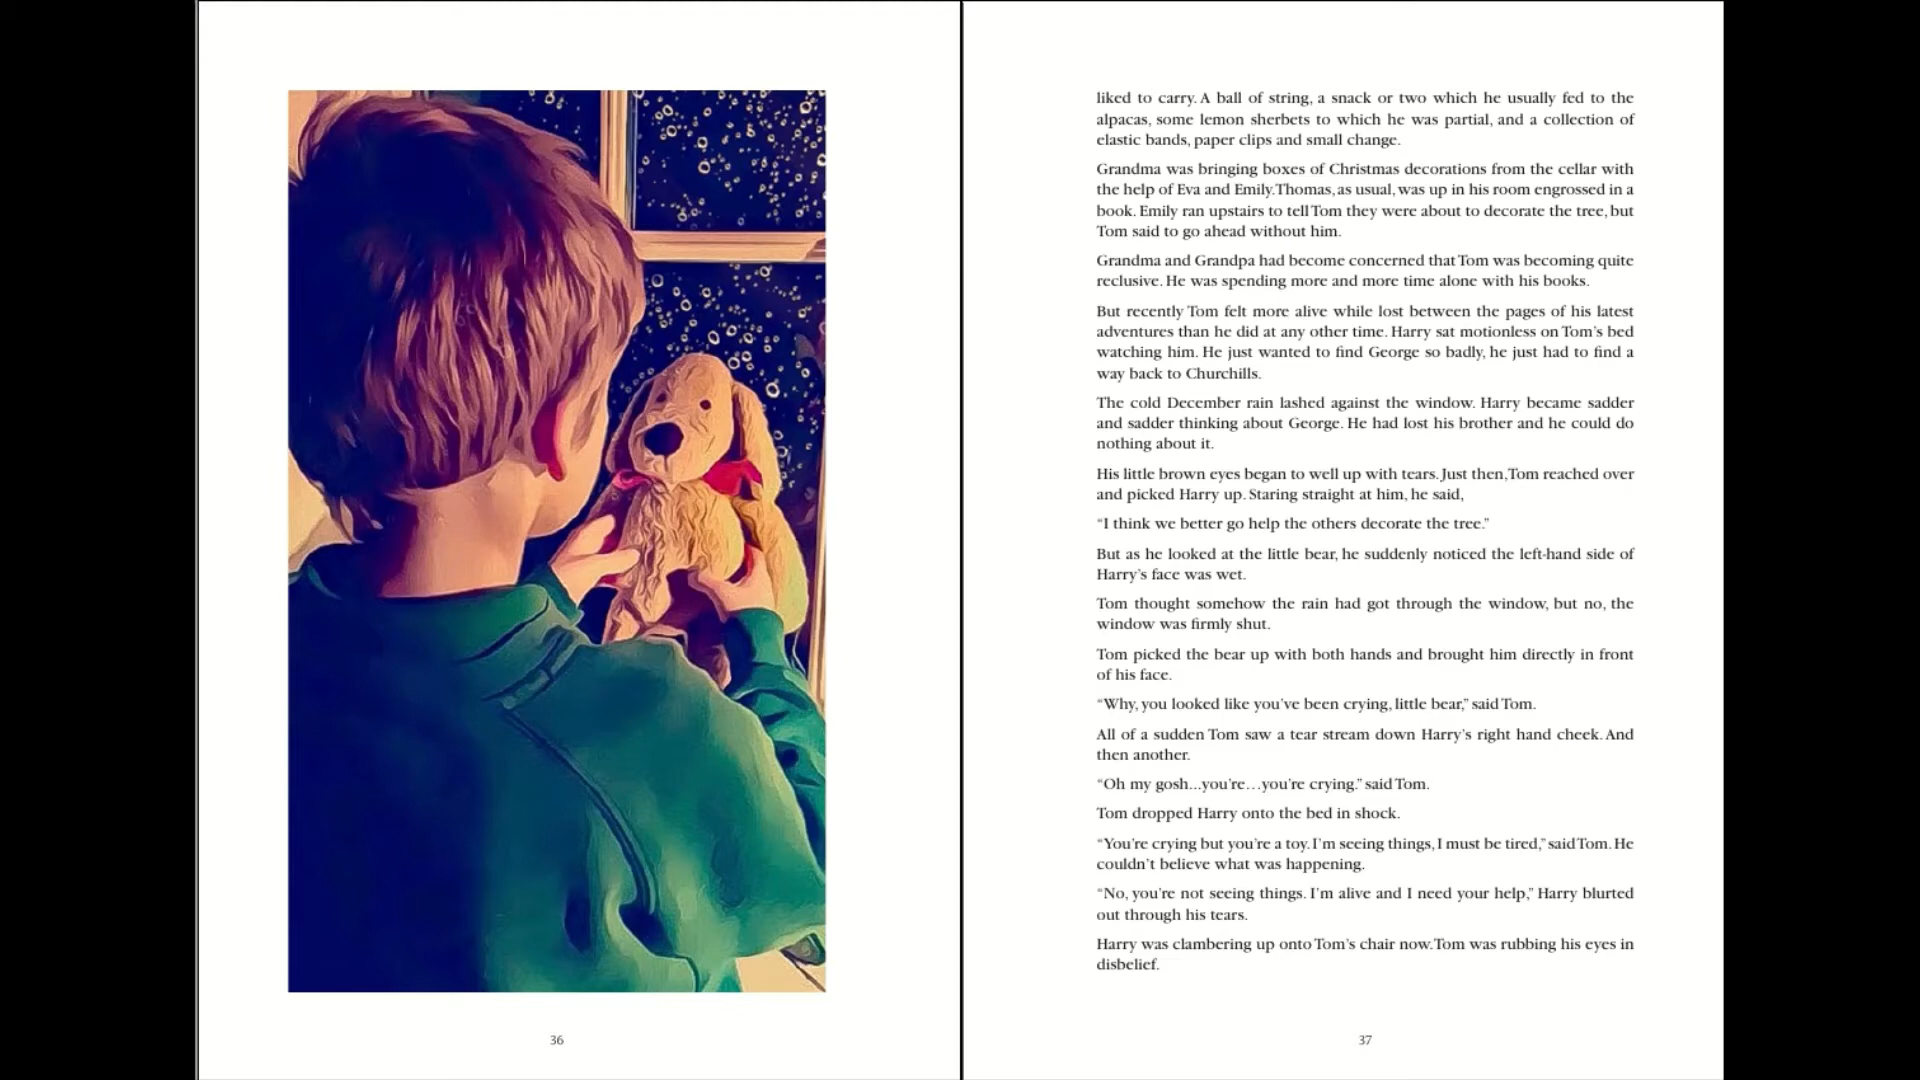 liked to carry. A ball of string, a snack or two which he usually fed to the
alpacas, some lemon sherbets to which he was partial, and a collection of
elastic bands, paper clips and small change.
Grandma was bringing boxes of Christmas decorations from the cellar with
the help of Eva and Emily. Thomas, as usual, was up in his room engrossed in a
book. Emily ran upstairs to tell Tom they were about to decorate the tree, but
Tom said to go ahead without him.
Grandma and Grandpa had become concerned that Tom was becoming quite
reclusive. He was spending more and more time alone with his books.
But recently Tom felt more alive while lost between the pages of his latest
adventures than he did at any other time. Harry sat motionless on Tom's bed
watching him. He just wanted to find George so badly, he just had to find a
way back to Churchills.
The cold December rain lashed against the window. Harry became sadder
and sadder thinking about George. He had lost his brother and he could do
nothing about it.
His little brown eyes began to well up with tears. Just then, Tom reached over
and picked Harry up. Staring straight at him, he said,
“I think we better go help the others decorate the tree.”
But as he looked at the little bear, he suddenly noticed the left-hand side of
Harry's face was wet.
Tom thought somehow the rain had got through the window, but no, the
window was firmly shut.
Tom picked the bear up with both hands and brought him directly in front
of his face.
“Why, you looked like you've been crying, little bear,” said Tom.
All of a sudden Tom saw a tear stream down Harry's right hand cheek. And
then another.
“Oh my gosh...you're…you're crying.” said Tom.
Tom dropped Harry onto the bed in shock.
“You're crying but you're a toy. I'm seeing things, I must be tired,” said Tom. He
couldn't believe what was happening.
“No, you're not seeing things. I'm alive and I need your help,” Harry blurted
out through his tears.
Harry was clambering up onto Tom's chair now. Tom was rubbing his eyes in
disbelief.
36
37